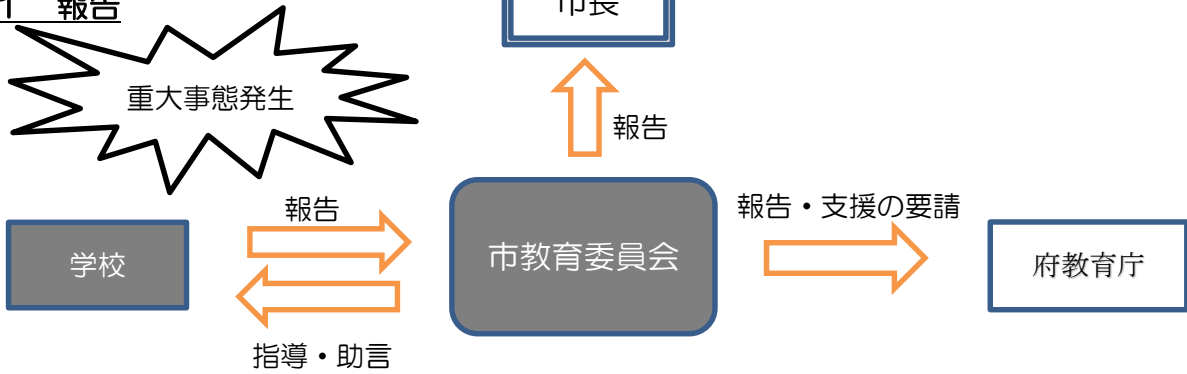 1　報告
市長
重大事態発生
報告
報告
報告・支援の要請
学校
市教育委員会
府教育庁
指導・助言